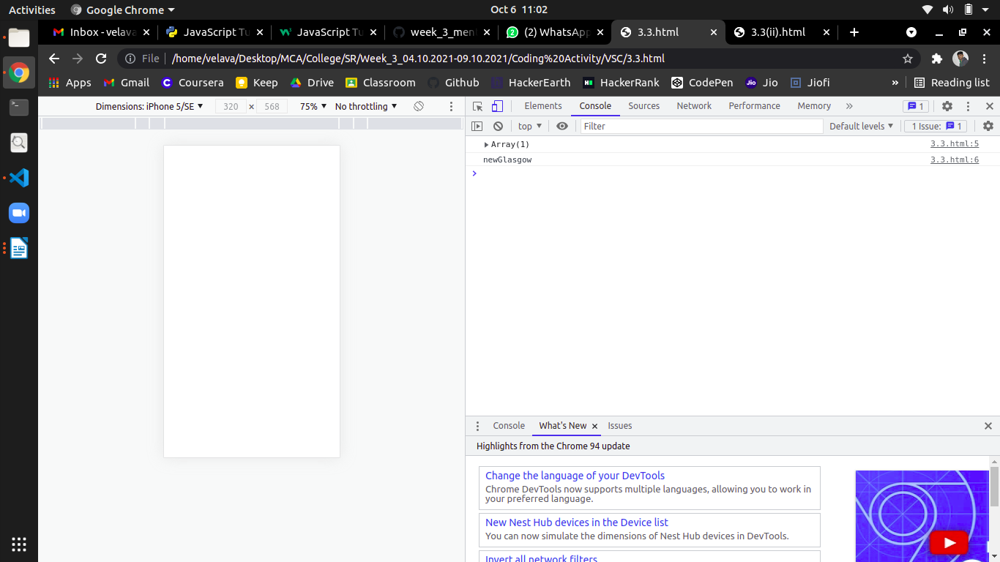 Activities Google Chrome Oct 6 11:02
Inbox - velava JavaScript Tu JavaScript Tu week_3_men (2) WhatsApp 3.3.html 3.3(ii).html
File /home/velava/Desktop/MCA/College/SR/Week_3_04.10.2021-09.10.2021/Coding%20Activity/VSC/3.3.html
Apps Gmail Coursera Keep Drive Classroom Github HackerEarth HackerRank CodePen Jio Jiofi » Reading list
Dimensions: iPhone 5/SE 320 × 568 75% No throttling
Elements Console Sources Network Performance Memory » 1
top Filter Default levels 1 Issue: 1
Array(1) 3.3.html:5
newGlasgow 3.3.html:6
Console What's New Issues
Highlights from the Chrome 94 update
Change the language of your DevTools
Chrome DevTools now supports multiple languages, allowing you to work in
your preferred language.
New Nest Hub devices in the Device list
You can now simulate the dimensions of Nest Hub devices in DevTools.
Invert all network filters